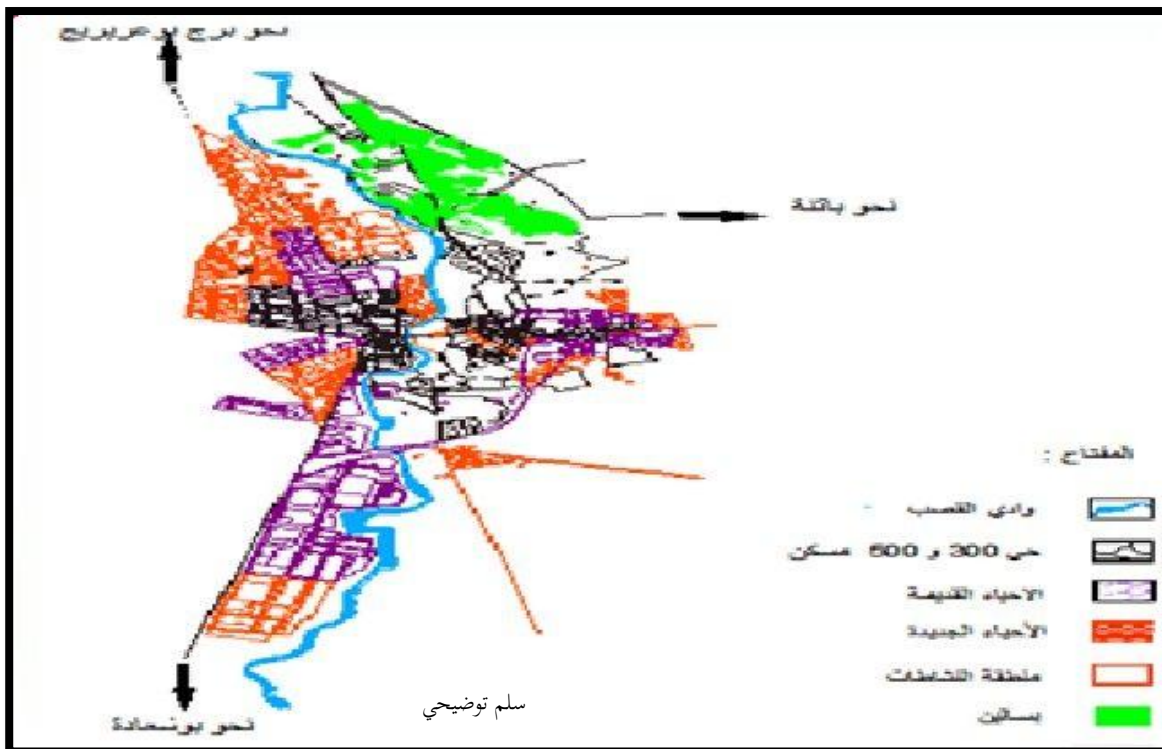 نحو برج بوعريريج
نحو باتنة
المفتاح :
وادي القصب
حي 300 و 500 مسكن
الاحياء القديمة
الأحياء الجديدة
منطقة النشاطات
بساتين
سلم توضيحي
نحو بوسعادة